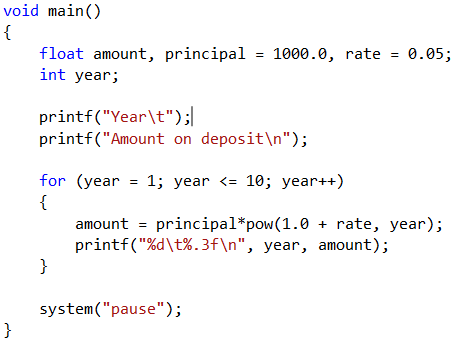 void main()
{
    float amount, principal = 1000.0, rate = 0.05;
    int year;

    printf("Year\t");
    printf("Amount on deposit\n");

    for (year = 1; year <= 10; year++)
    {
        amount = principal*pow(1.0 + rate, year);
        printf("%d\t%.3f\n", year, amount);
    }

    system("pause");
}